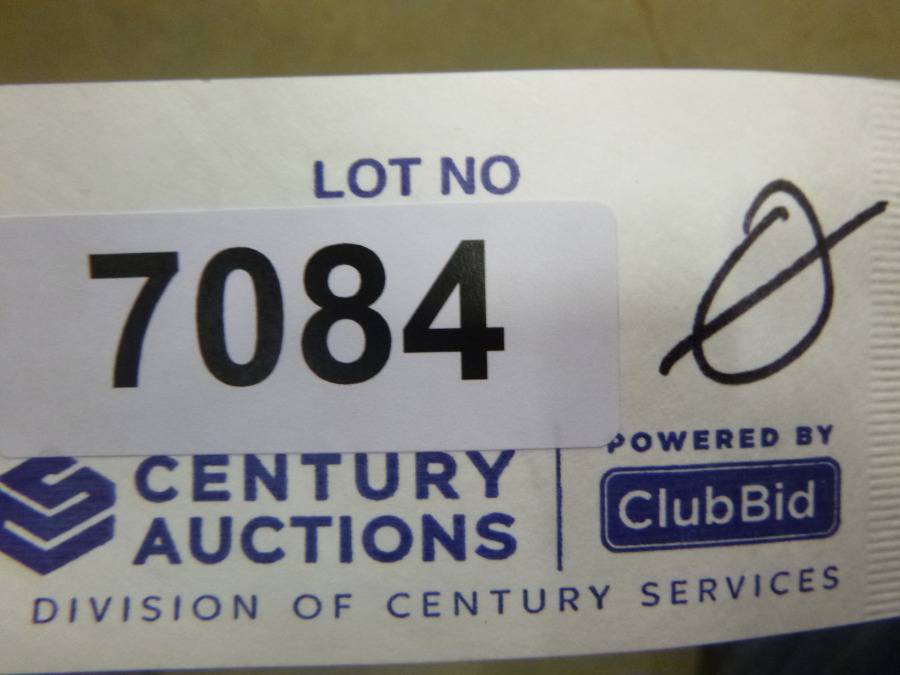 LOT NO
7084
Ø
CENTURY
AUCTIONS
POWERED BY
ClubBid
DIVISION OF CENTURY SERVICES